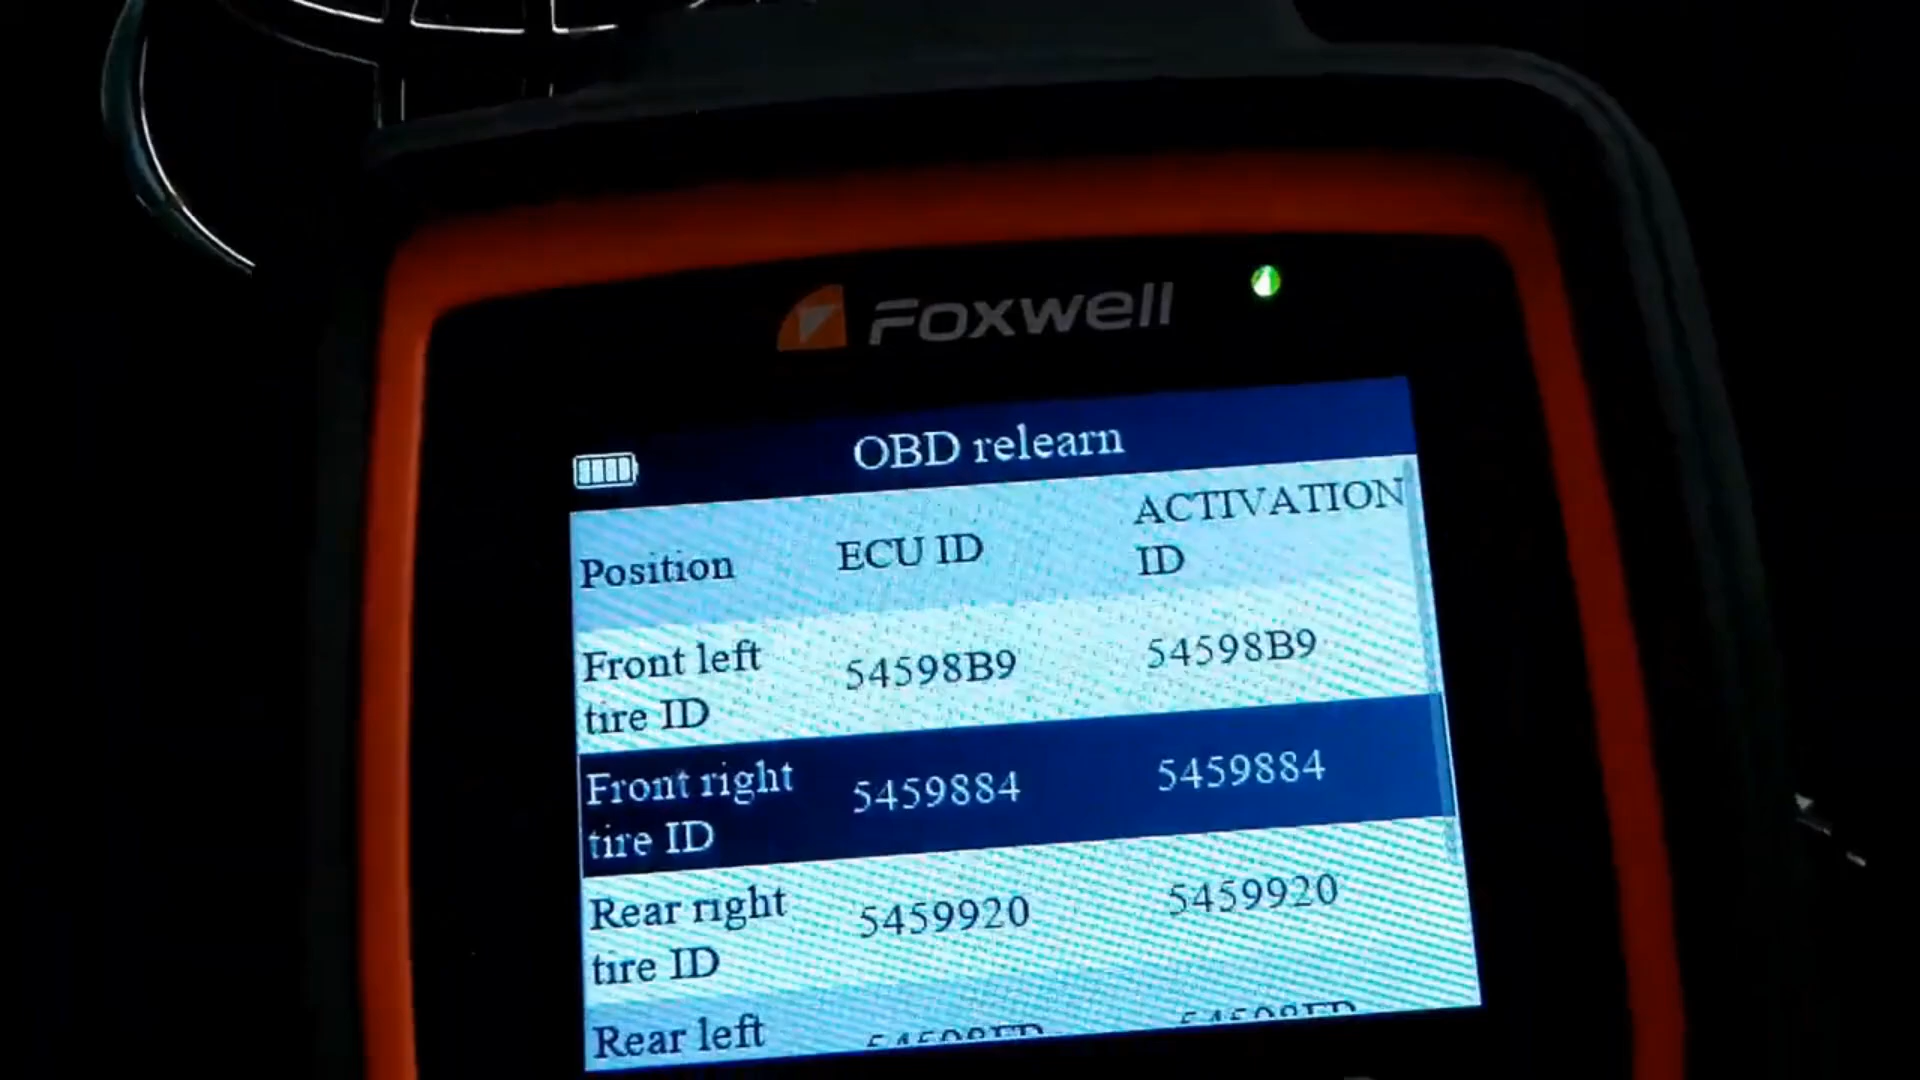 Foxwell
OBD relearn
Position ECU ID ACTIVATION ID
Front left tire ID 54598B9 54598B9
Front right tire ID 5459884 5459884
Rear right tire ID 5459920 5459920
Rear left